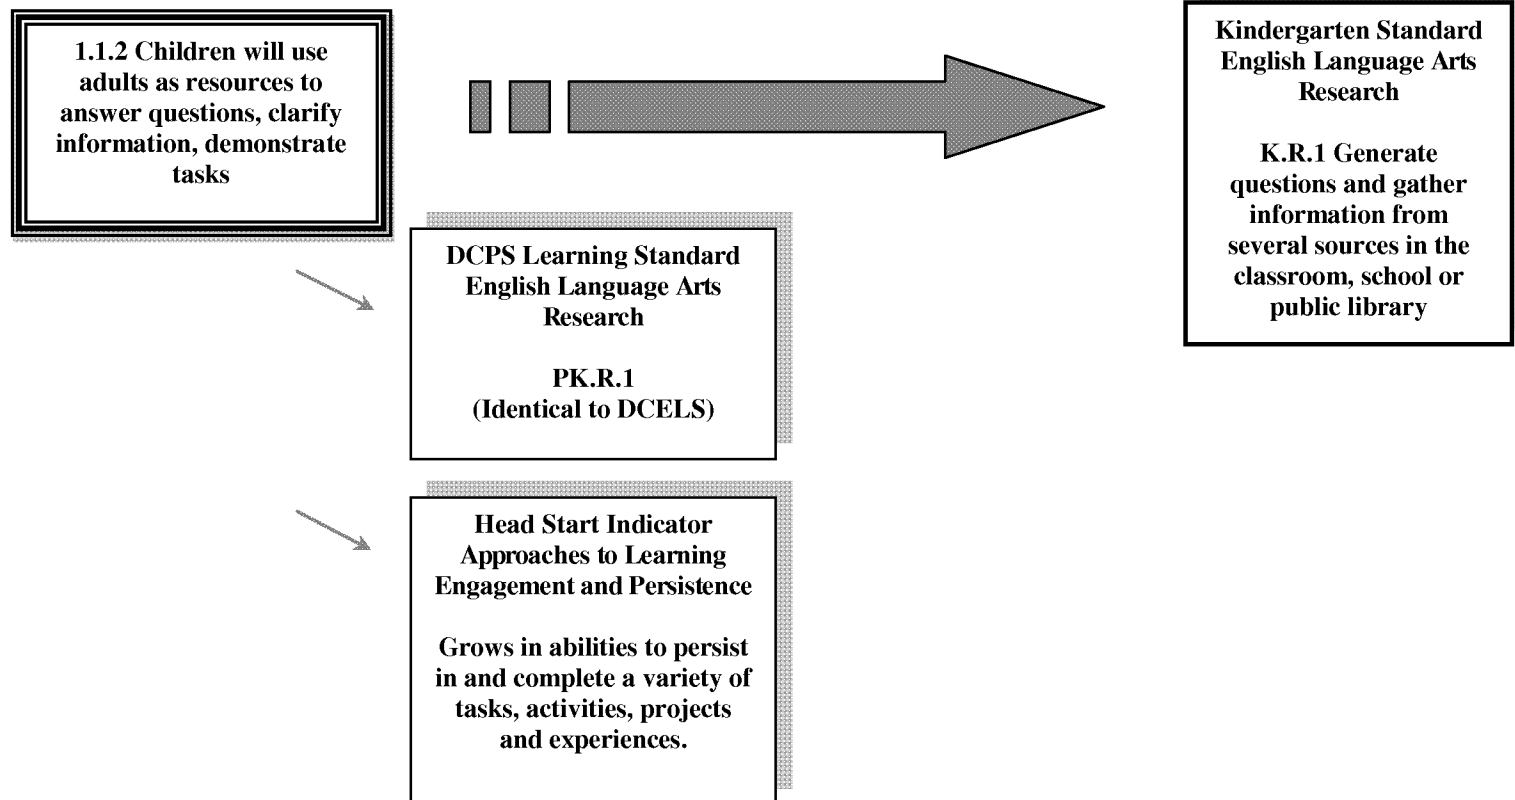 1.1.2 Children will use
adults as resources to
answer questions, clarify
information, demonstrate
tasks
Kindergarten Standard
English Language Arts
Research
K.R.1 Generate
questions and gather
information from
several sources in the
classroom, school or
public library
DCPS Learning Standard
English Language Arts
Research
PK.R.1
(Identical to DCELS)
Head Start Indicator
Approaches to Learning
Engagement and Persistence
Grows in abilities to persist
in and complete a variety of
tasks, activities, projects
and experiences.